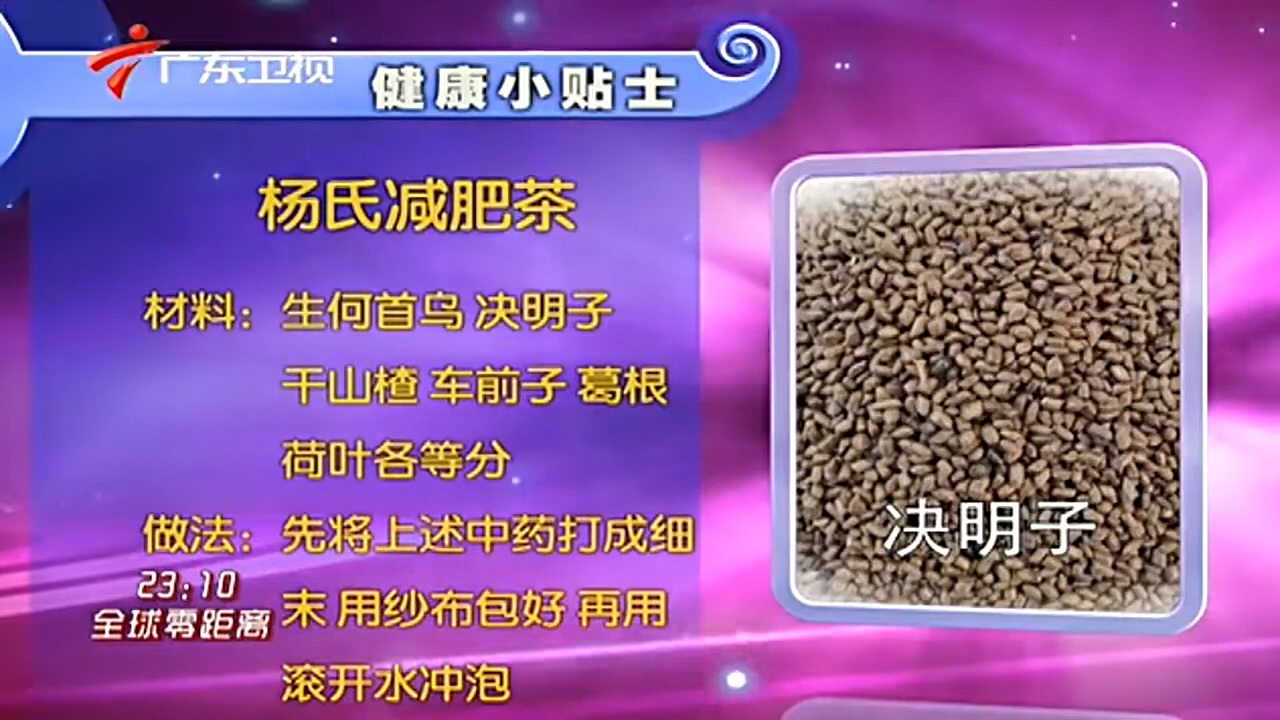 广东卫视
健康小贴士
杨氏减肥茶
材料：生何首乌 决明子
干山楂 车前子 葛根
荷叶各等分
做法：先将上述中药打成细
末 用纱布包好 再用
滚开水冲泡
23:10
全球零距离
决明子